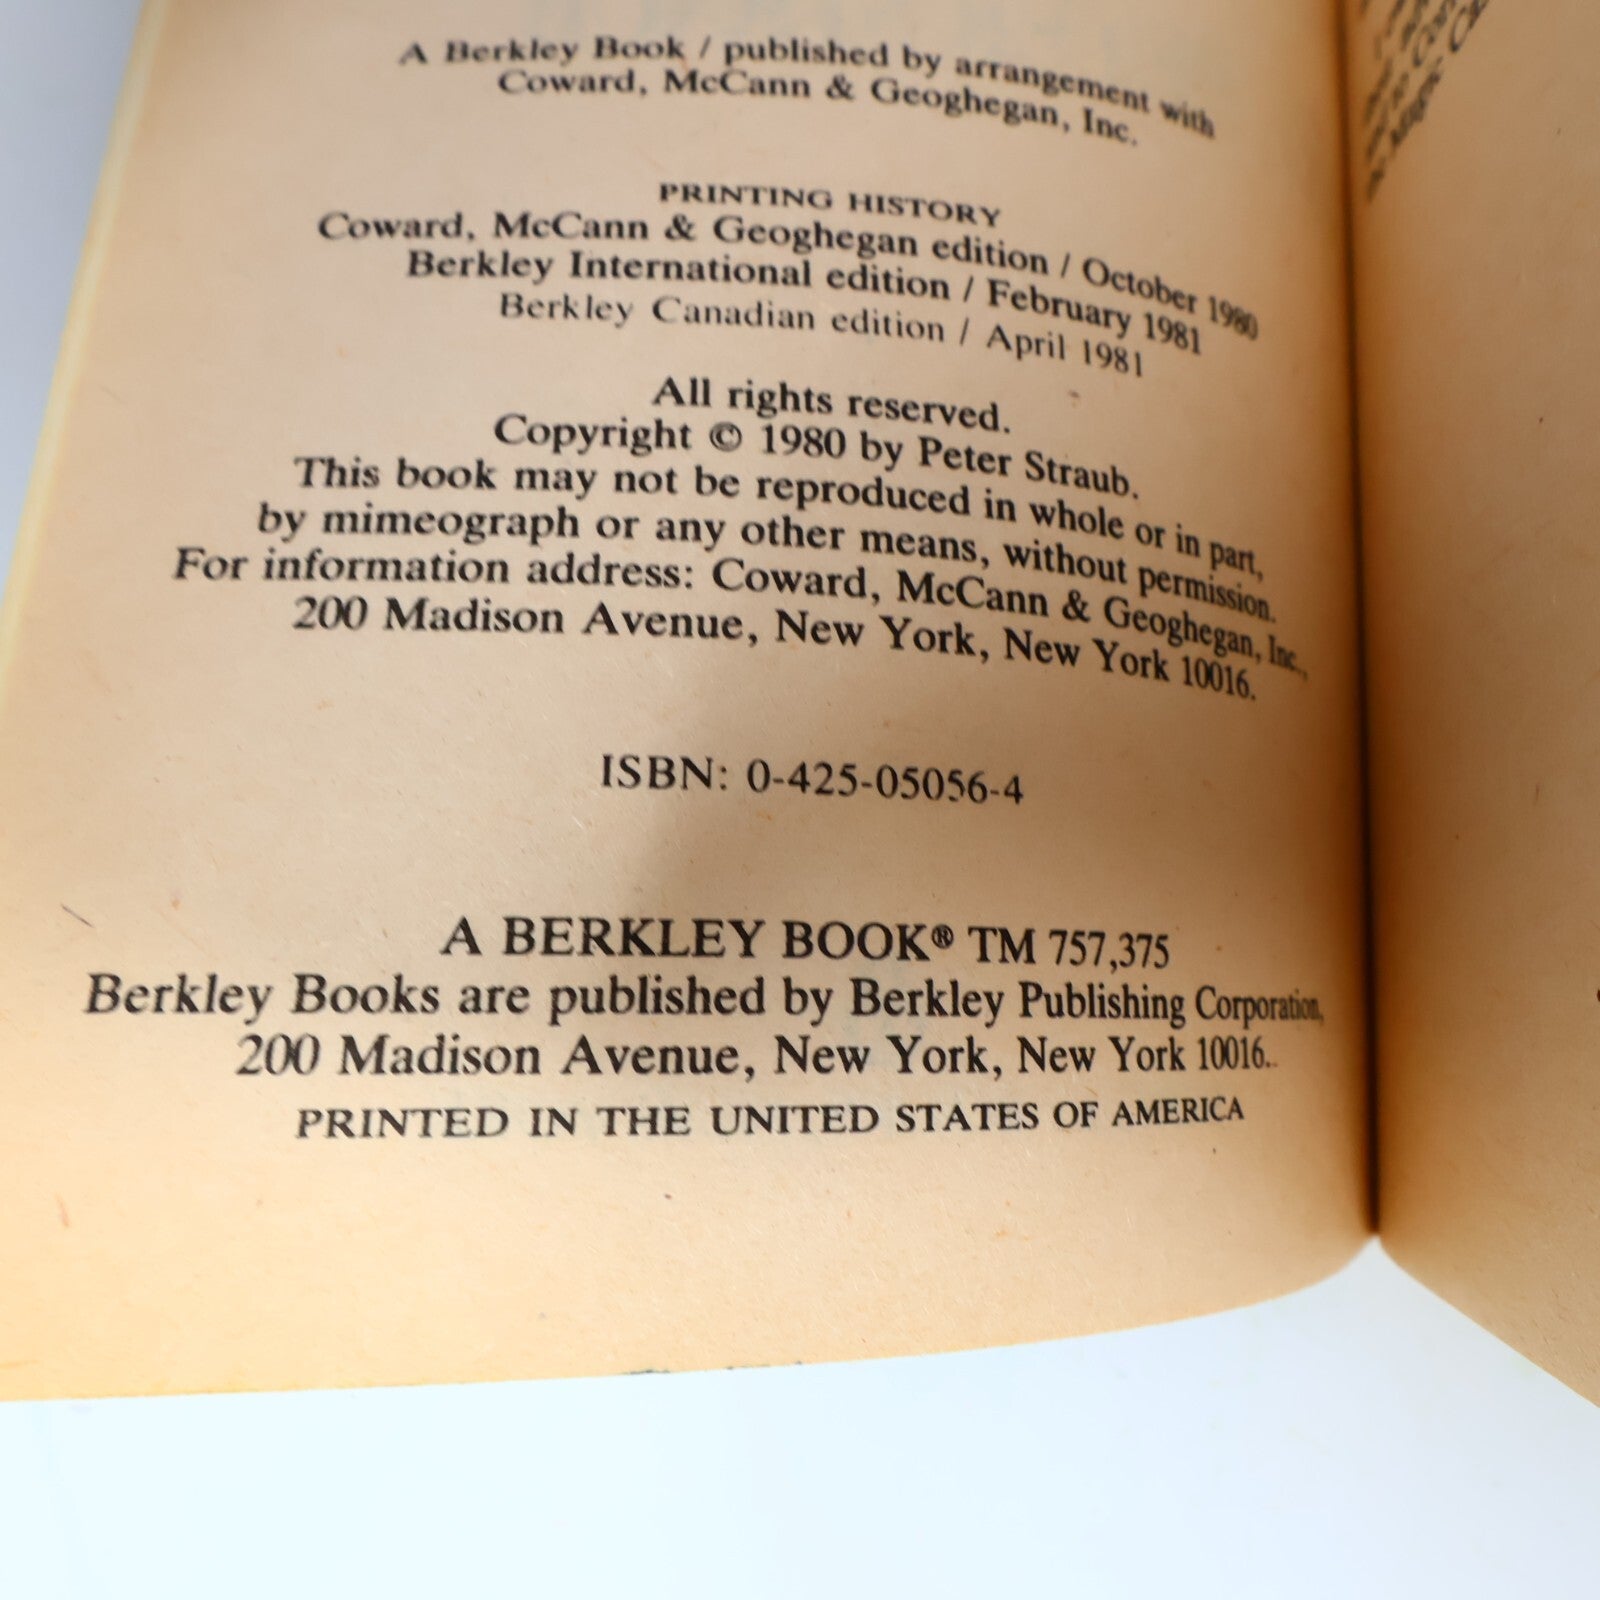 A Berkley Book / published by arrangement with
Coward, McCann & Geoghegan, Inc.
PRINTING HISTORY
Coward, McCann & Geoghegan edition / October 1980
Berkley International edition / February 1981
Berkley Canadian edition / April 1981
All rights reserved.
Copyright © 1980 by Peter Straub.
This book may not be reproduced in whole or in part,
by mimeograph or any other means, without permission.
For information address: Coward, McCann & Geoghegan, Inc.,
200 Madison Avenue, New York, New York 10016.
ISBN: 0-425-05056-4
A BERKLEY BOOK® TM 757,375
Berkley Books are published by Berkley Publishing Corporation,
200 Madison Avenue, New York, New York 10016.
PRINTED IN THE UNITED STATES OF AMERICA